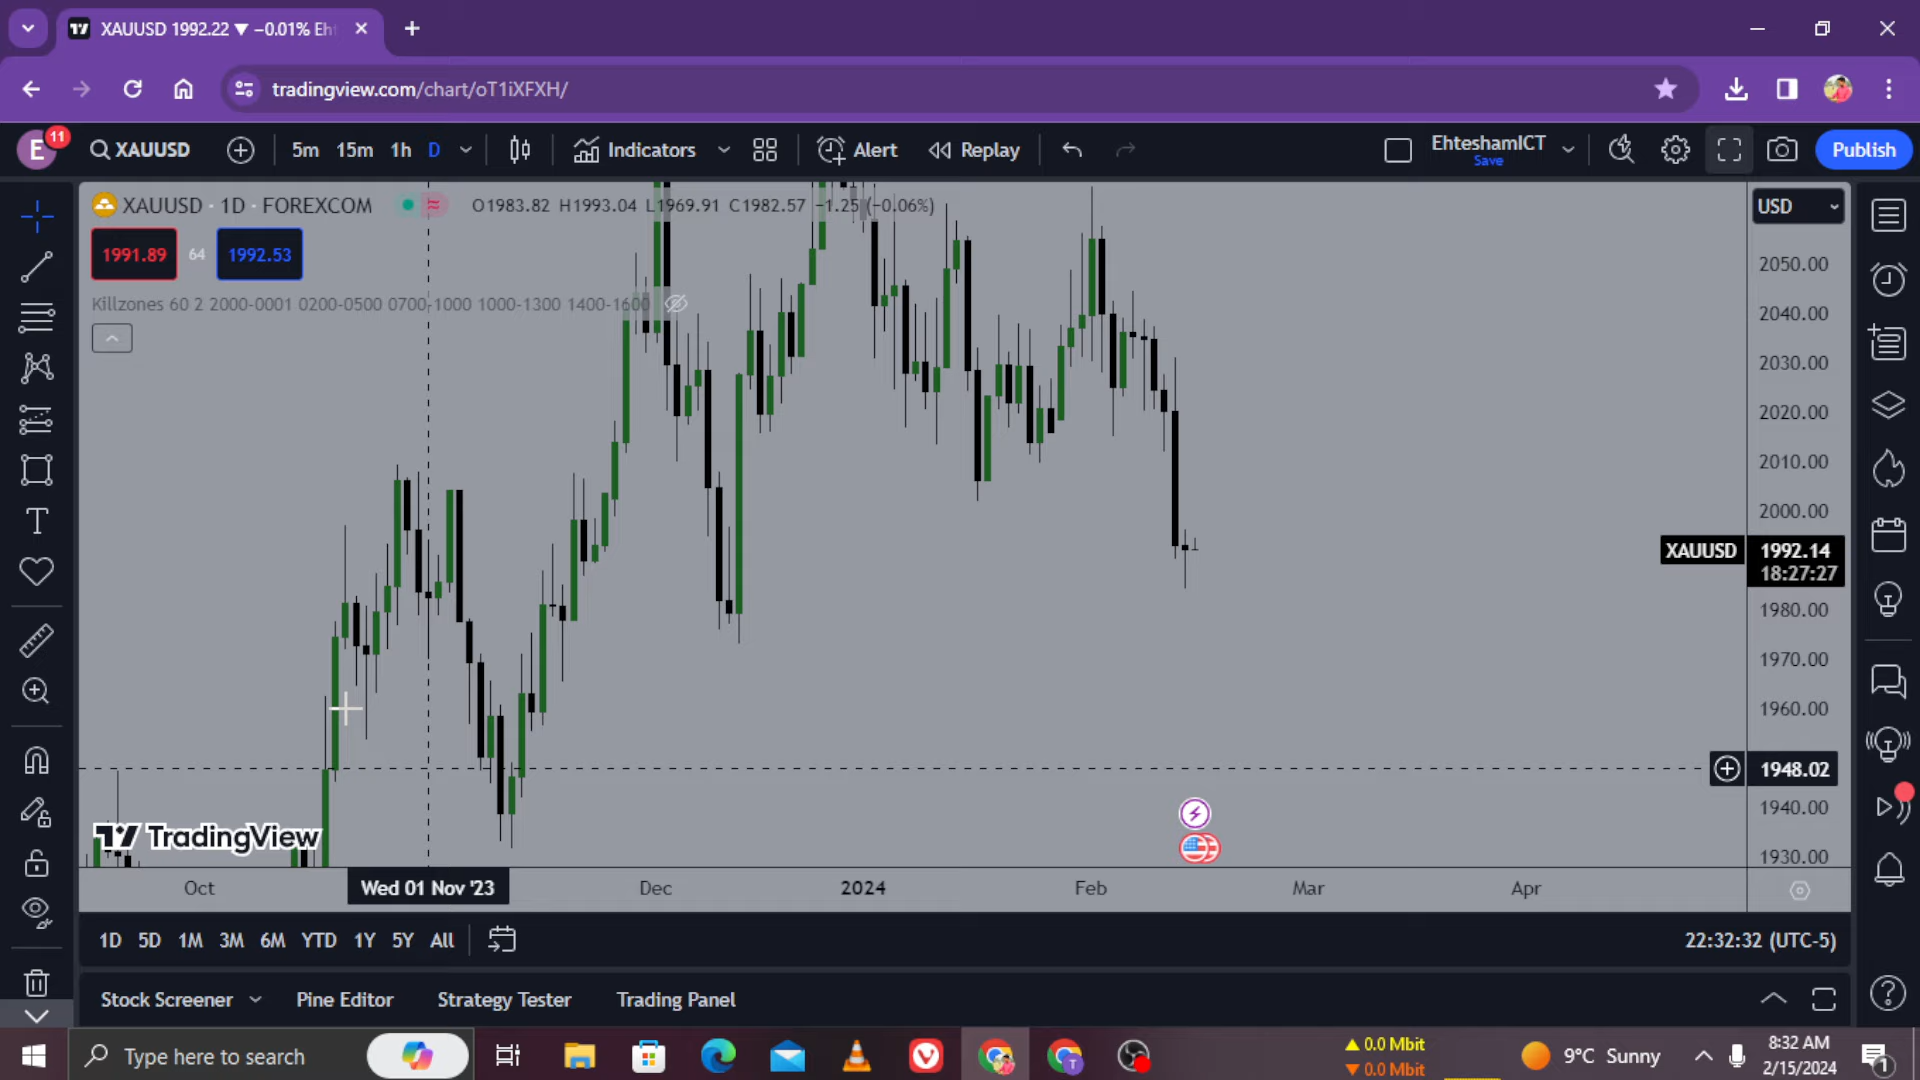 XAUUSD 1992.22 ▼ −0.01% Eh
tradingview.com/chart/oT1iXFXH/
E 11 XAUUSD 5m 15m 1h D Indicators Alert Replay EhteshamICT Save Publish
XAUUSD · 1D · FOREXCOM O1983.82 H1993.04 L1969.91 C1982.57 −1.25 (−0.06%) USD
1991.89 64 1992.53
Killzones 60 2 2000-0001 0200-0500 0700-1000 1000-1300 1400-1600
2050.00
2040.00
2030.00
2020.00
2010.00
2000.00
XAUUSD 1992.14
18:27:27
1980.00
1970.00
1960.00
1948.02
1940.00
1930.00
TradingView
Oct Wed 01 Nov '23 Dec 2024 Feb Mar Apr
1D 5D 1M 3M 6M YTD 1Y 5Y All 22:32:32 (UTC-5)
Stock Screener Pine Editor Strategy Tester Trading Panel
Type here to search
▲ 0.0 Mbit
▼ 0.0 Mbit
9°C Sunny
8:32 AM
2/15/2024
1